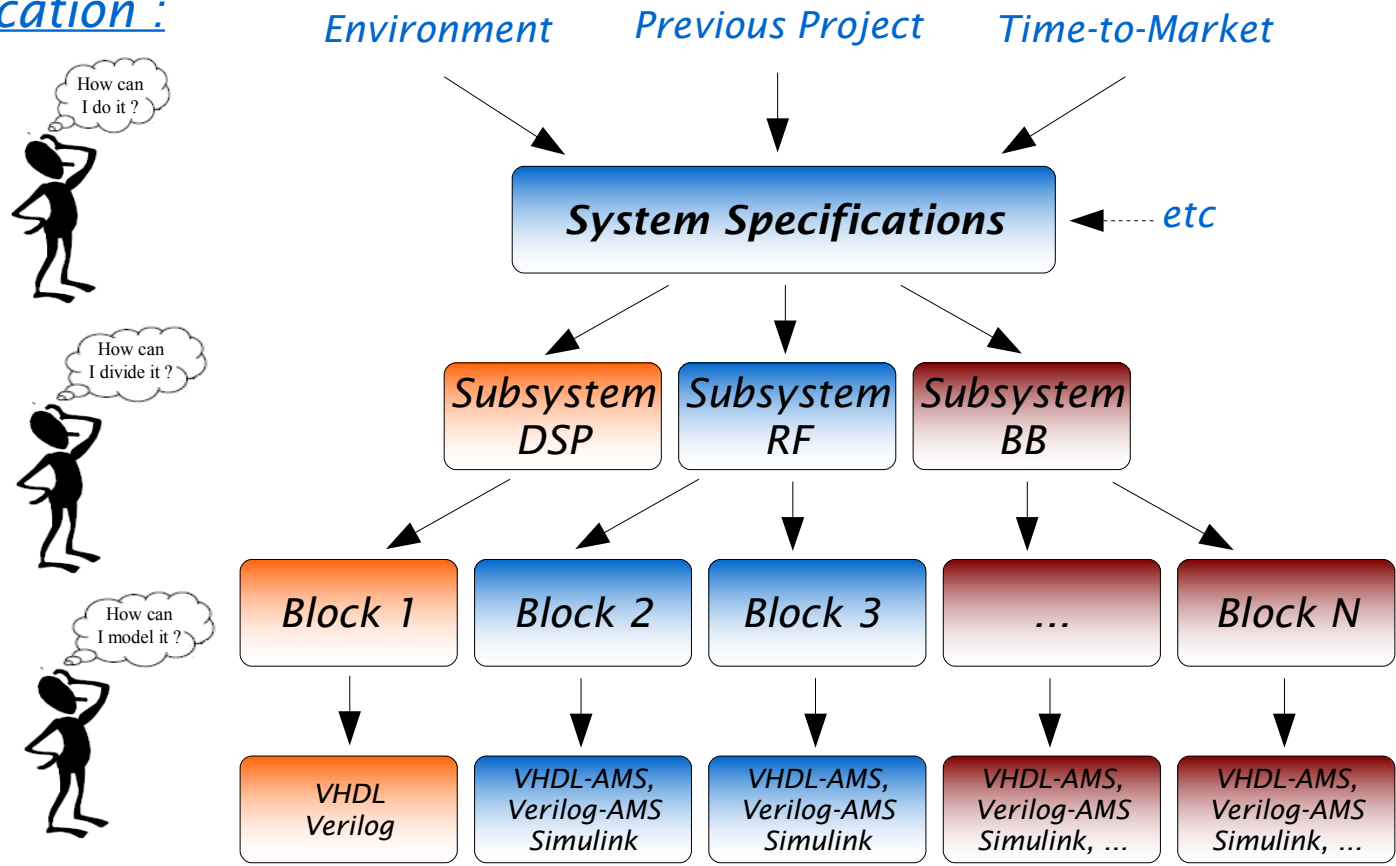 cation :
Environment
Previous Project
Time-to-Market
How can
I do it ?
System Specifications
etc
How can
I divide it ?
Subsystem
DSP
Subsystem
RF
Subsystem
BB
How can
I model it ?
Block 1
Block 2
Block 3
...
Block N
VHDL
Verilog
VHDL-AMS,
Verilog-AMS
Simulink
VHDL-AMS,
Verilog-AMS
Simulink
VHDL-AMS,
Verilog-AMS
Simulink, ...
VHDL-AMS,
Verilog-AMS
Simulink, ...